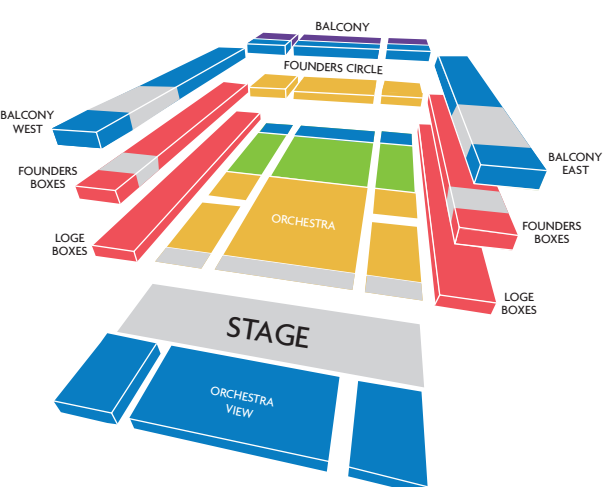 BALCONY
FOUNDERS CIRCLE
BALCONY
WEST
BALCONY
EAST
FOUNDERS
BOXES
ORCHESTRA
FOUNDERS
BOXES
LOGE
BOXES
LOGE
BOXES
STAGE
ORCHESTRA
VIEW